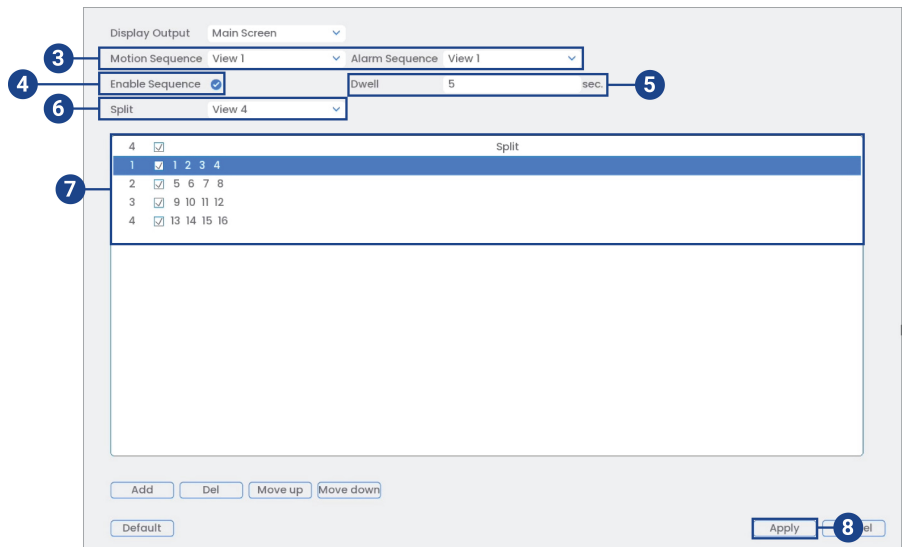 Display Output Main Screen
3 Motion Sequence View 1 Alarm Sequence View 1
4 Enable Sequence Dwell 5 sec. 5
6 Split View 4
4 Split
1 1 2 3 4
7 2 5 6 7 8
3 9 10 11 12
4 13 14 15 16
Add Del Move up Move down
Default Apply 8 el